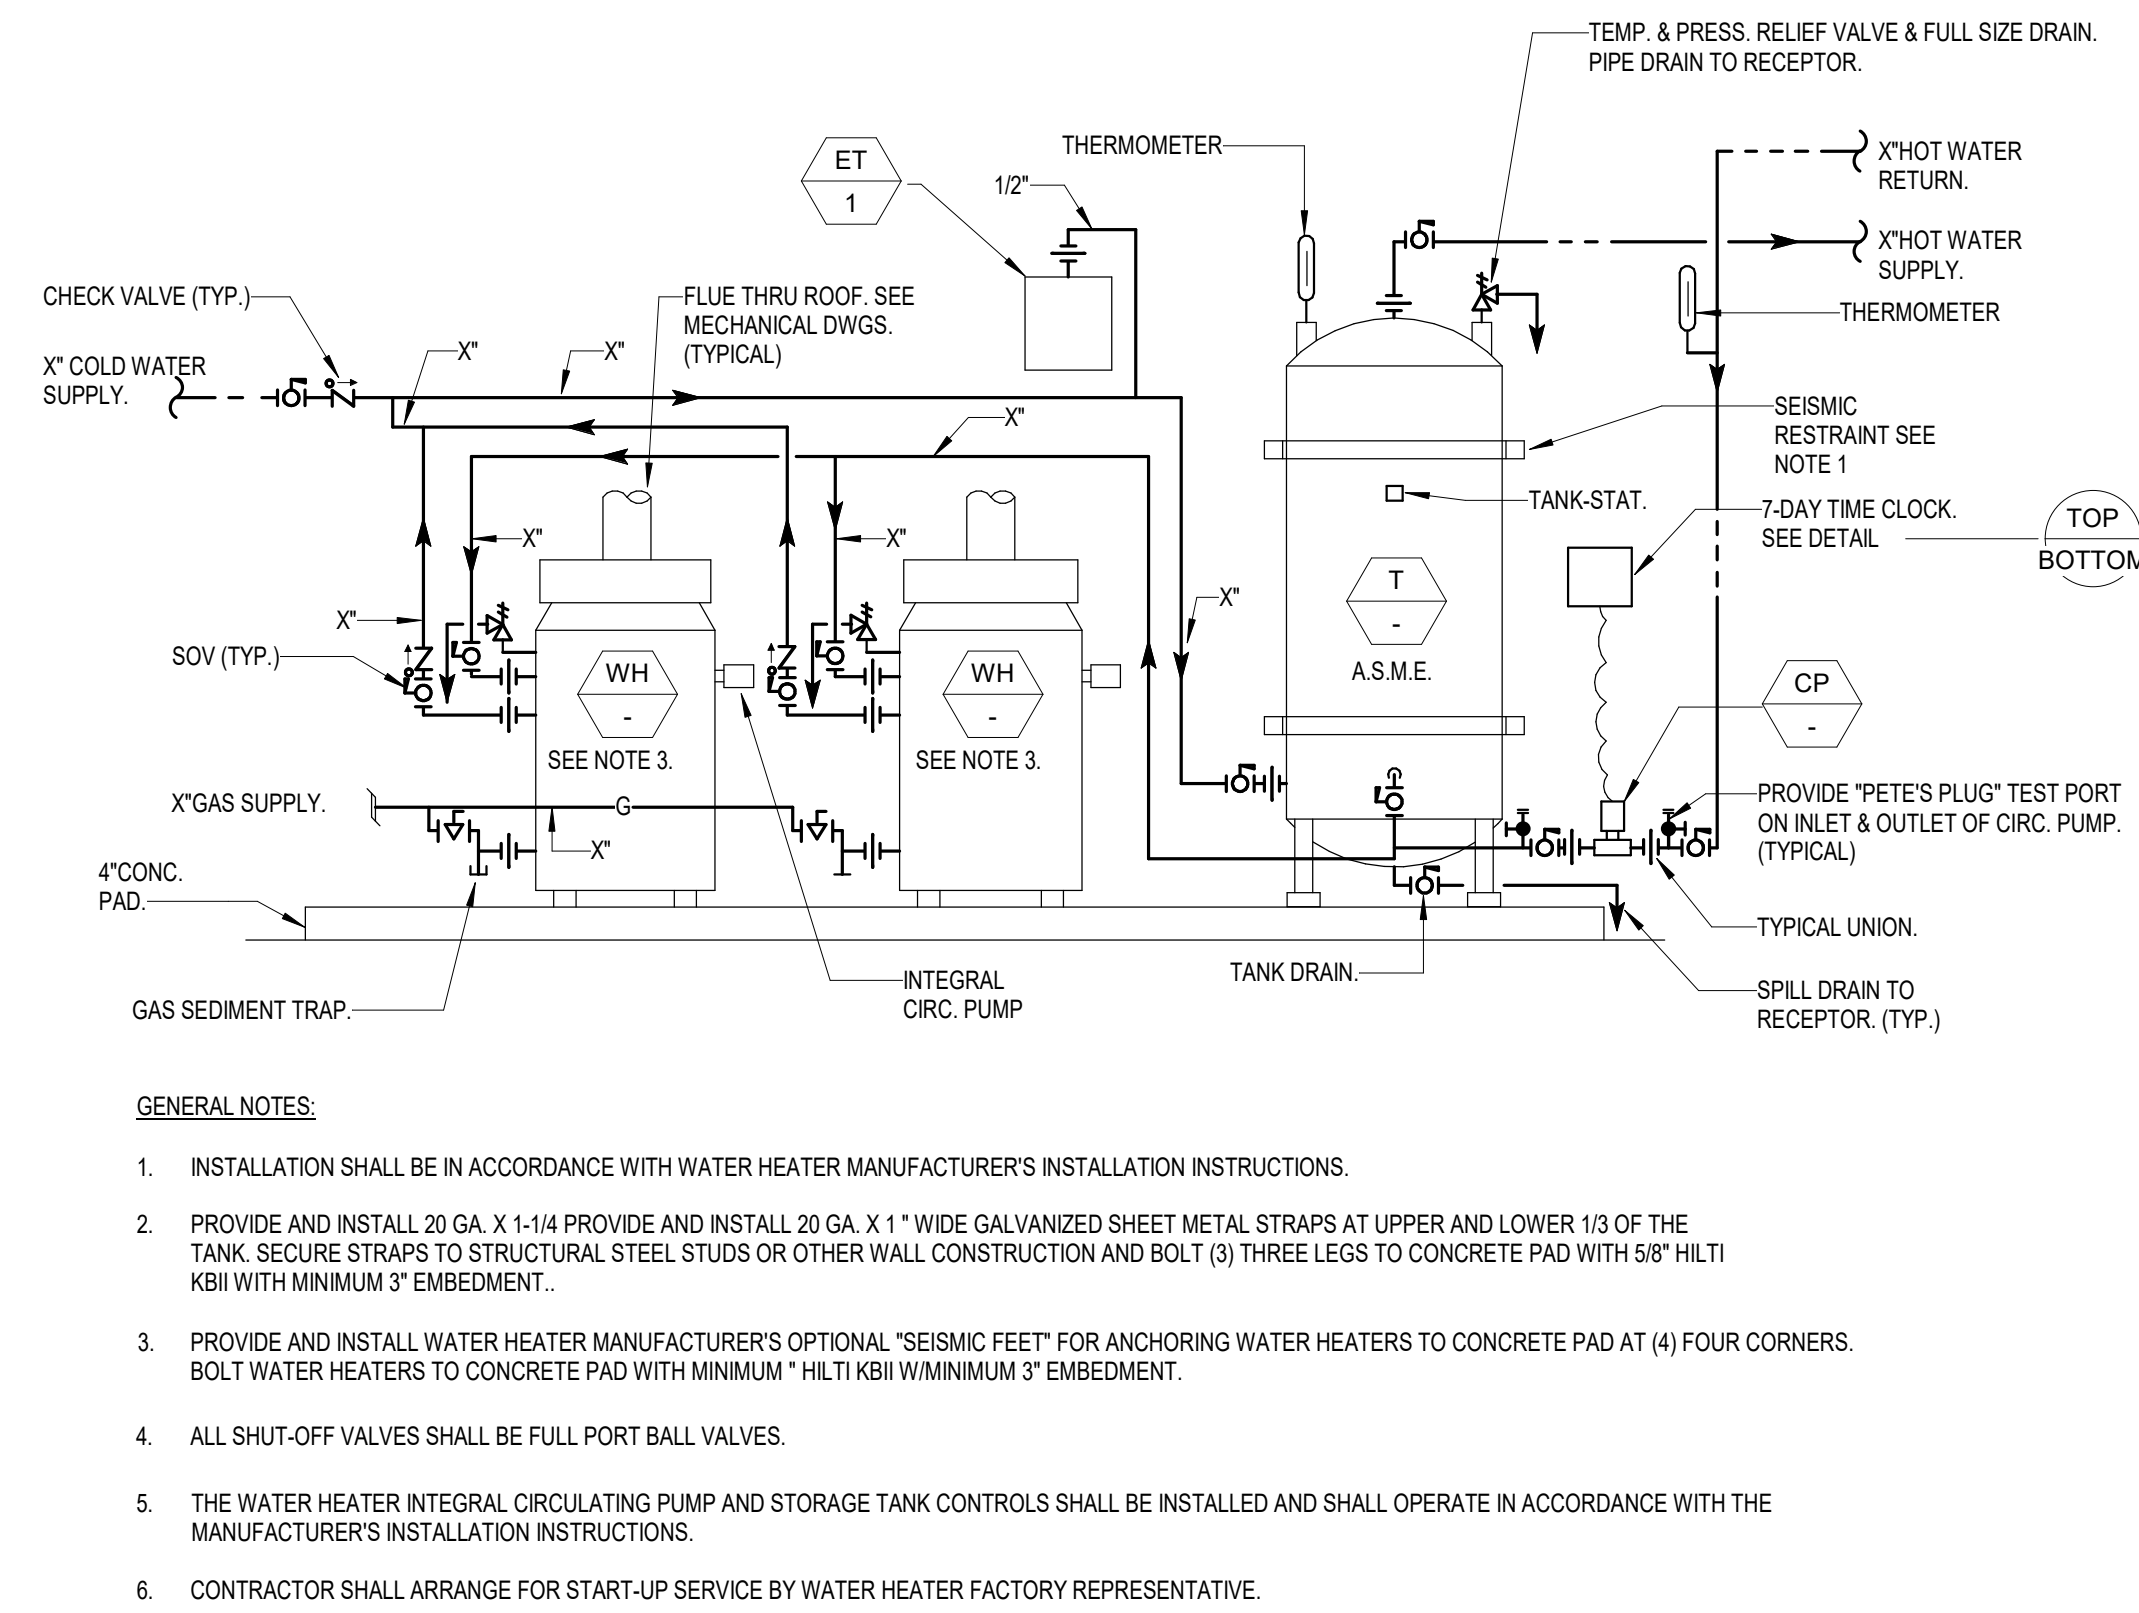 TEMP. & PRESS. RELIEF VALVE & FULL SIZE DRAIN.
PIPE DRAIN TO RECEPTOR.
THERMOMETER
X"HOT WATER
RETURN.
ET
1
1/2"
X"HOT WATER
SUPPLY.
CHECK VALVE (TYP.)
FLUE THRU ROOF. SEE
MECHANICAL DWGS.
(TYPICAL)
THERMOMETER
X" COLD WATER
SUPPLY.
X"
X"
X"
SEISMIC
RESTRAINT SEE
NOTE 1
TANK-STAT.
7-DAY TIME CLOCK.
SEE DETAIL
TOP
BOTTOM
X"
X"
X"
X"
T
-
A.S.M.E.
SOV (TYP.)
WH
-
SEE NOTE 3.
WH
-
SEE NOTE 3.
CP
-
X"GAS SUPPLY.
G
X"
PROVIDE "PETE'S PLUG" TEST PORT
ON INLET & OUTLET OF CIRC. PUMP.
(TYPICAL)
4"CONC.
PAD.
TYPICAL UNION.
TANK DRAIN.
INTEGRAL
CIRC. PUMP
SPILL DRAIN TO
RECEPTOR. (TYP.)
GAS SEDIMENT TRAP.
GENERAL NOTES:
1. INSTALLATION SHALL BE IN ACCORDANCE WITH WATER HEATER MANUFACTURER'S INSTALLATION INSTRUCTIONS.
2. PROVIDE AND INSTALL 20 GA. X 1-1/4 PROVIDE AND INSTALL 20 GA. X 1 " WIDE GALVANIZED SHEET METAL STRAPS AT UPPER AND LOWER 1/3 OF THE
TANK. SECURE STRAPS TO STRUCTURAL STEEL STUDS OR OTHER WALL CONSTRUCTION AND BOLT (3) THREE LEGS TO CONCRETE PAD WITH 5/8" HILTI
KBII WITH MINIMUM 3" EMBEDMENT..
3. PROVIDE AND INSTALL WATER HEATER MANUFACTURER'S OPTIONAL "SEISMIC FEET" FOR ANCHORING WATER HEATERS TO CONCRETE PAD AT (4) FOUR CORNERS.
BOLT WATER HEATERS TO CONCRETE PAD WITH MINIMUM " HILTI KBII W/MINIMUM 3" EMBEDMENT.
4. ALL SHUT-OFF VALVES SHALL BE FULL PORT BALL VALVES.
5. THE WATER HEATER INTEGRAL CIRCULATING PUMP AND STORAGE TANK CONTROLS SHALL BE INSTALLED AND SHALL OPERATE IN ACCORDANCE WITH THE
MANUFACTURER'S INSTALLATION INSTRUCTIONS.
6. CONTRACTOR SHALL ARRANGE FOR START-UP SERVICE BY WATER HEATER FACTORY REPRESENTATIVE.